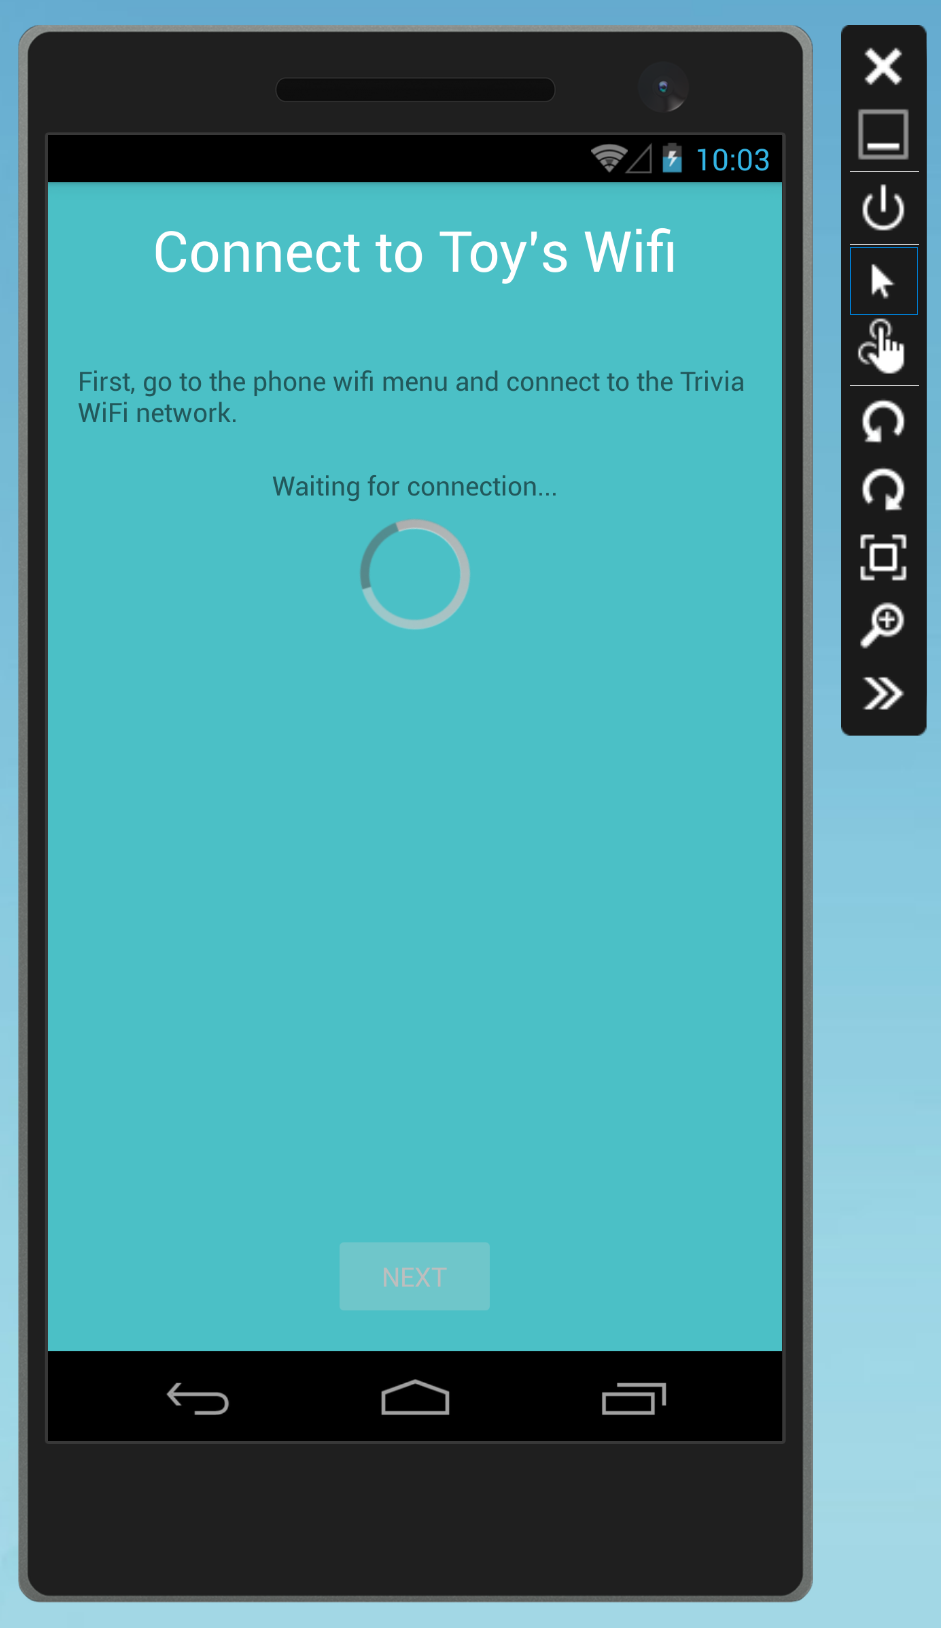 10:03
Connect to Toy's Wifi
First, go to the phone wifi menu and connect to the Trivia
WiFi network.
Waiting for connection...
NEXT